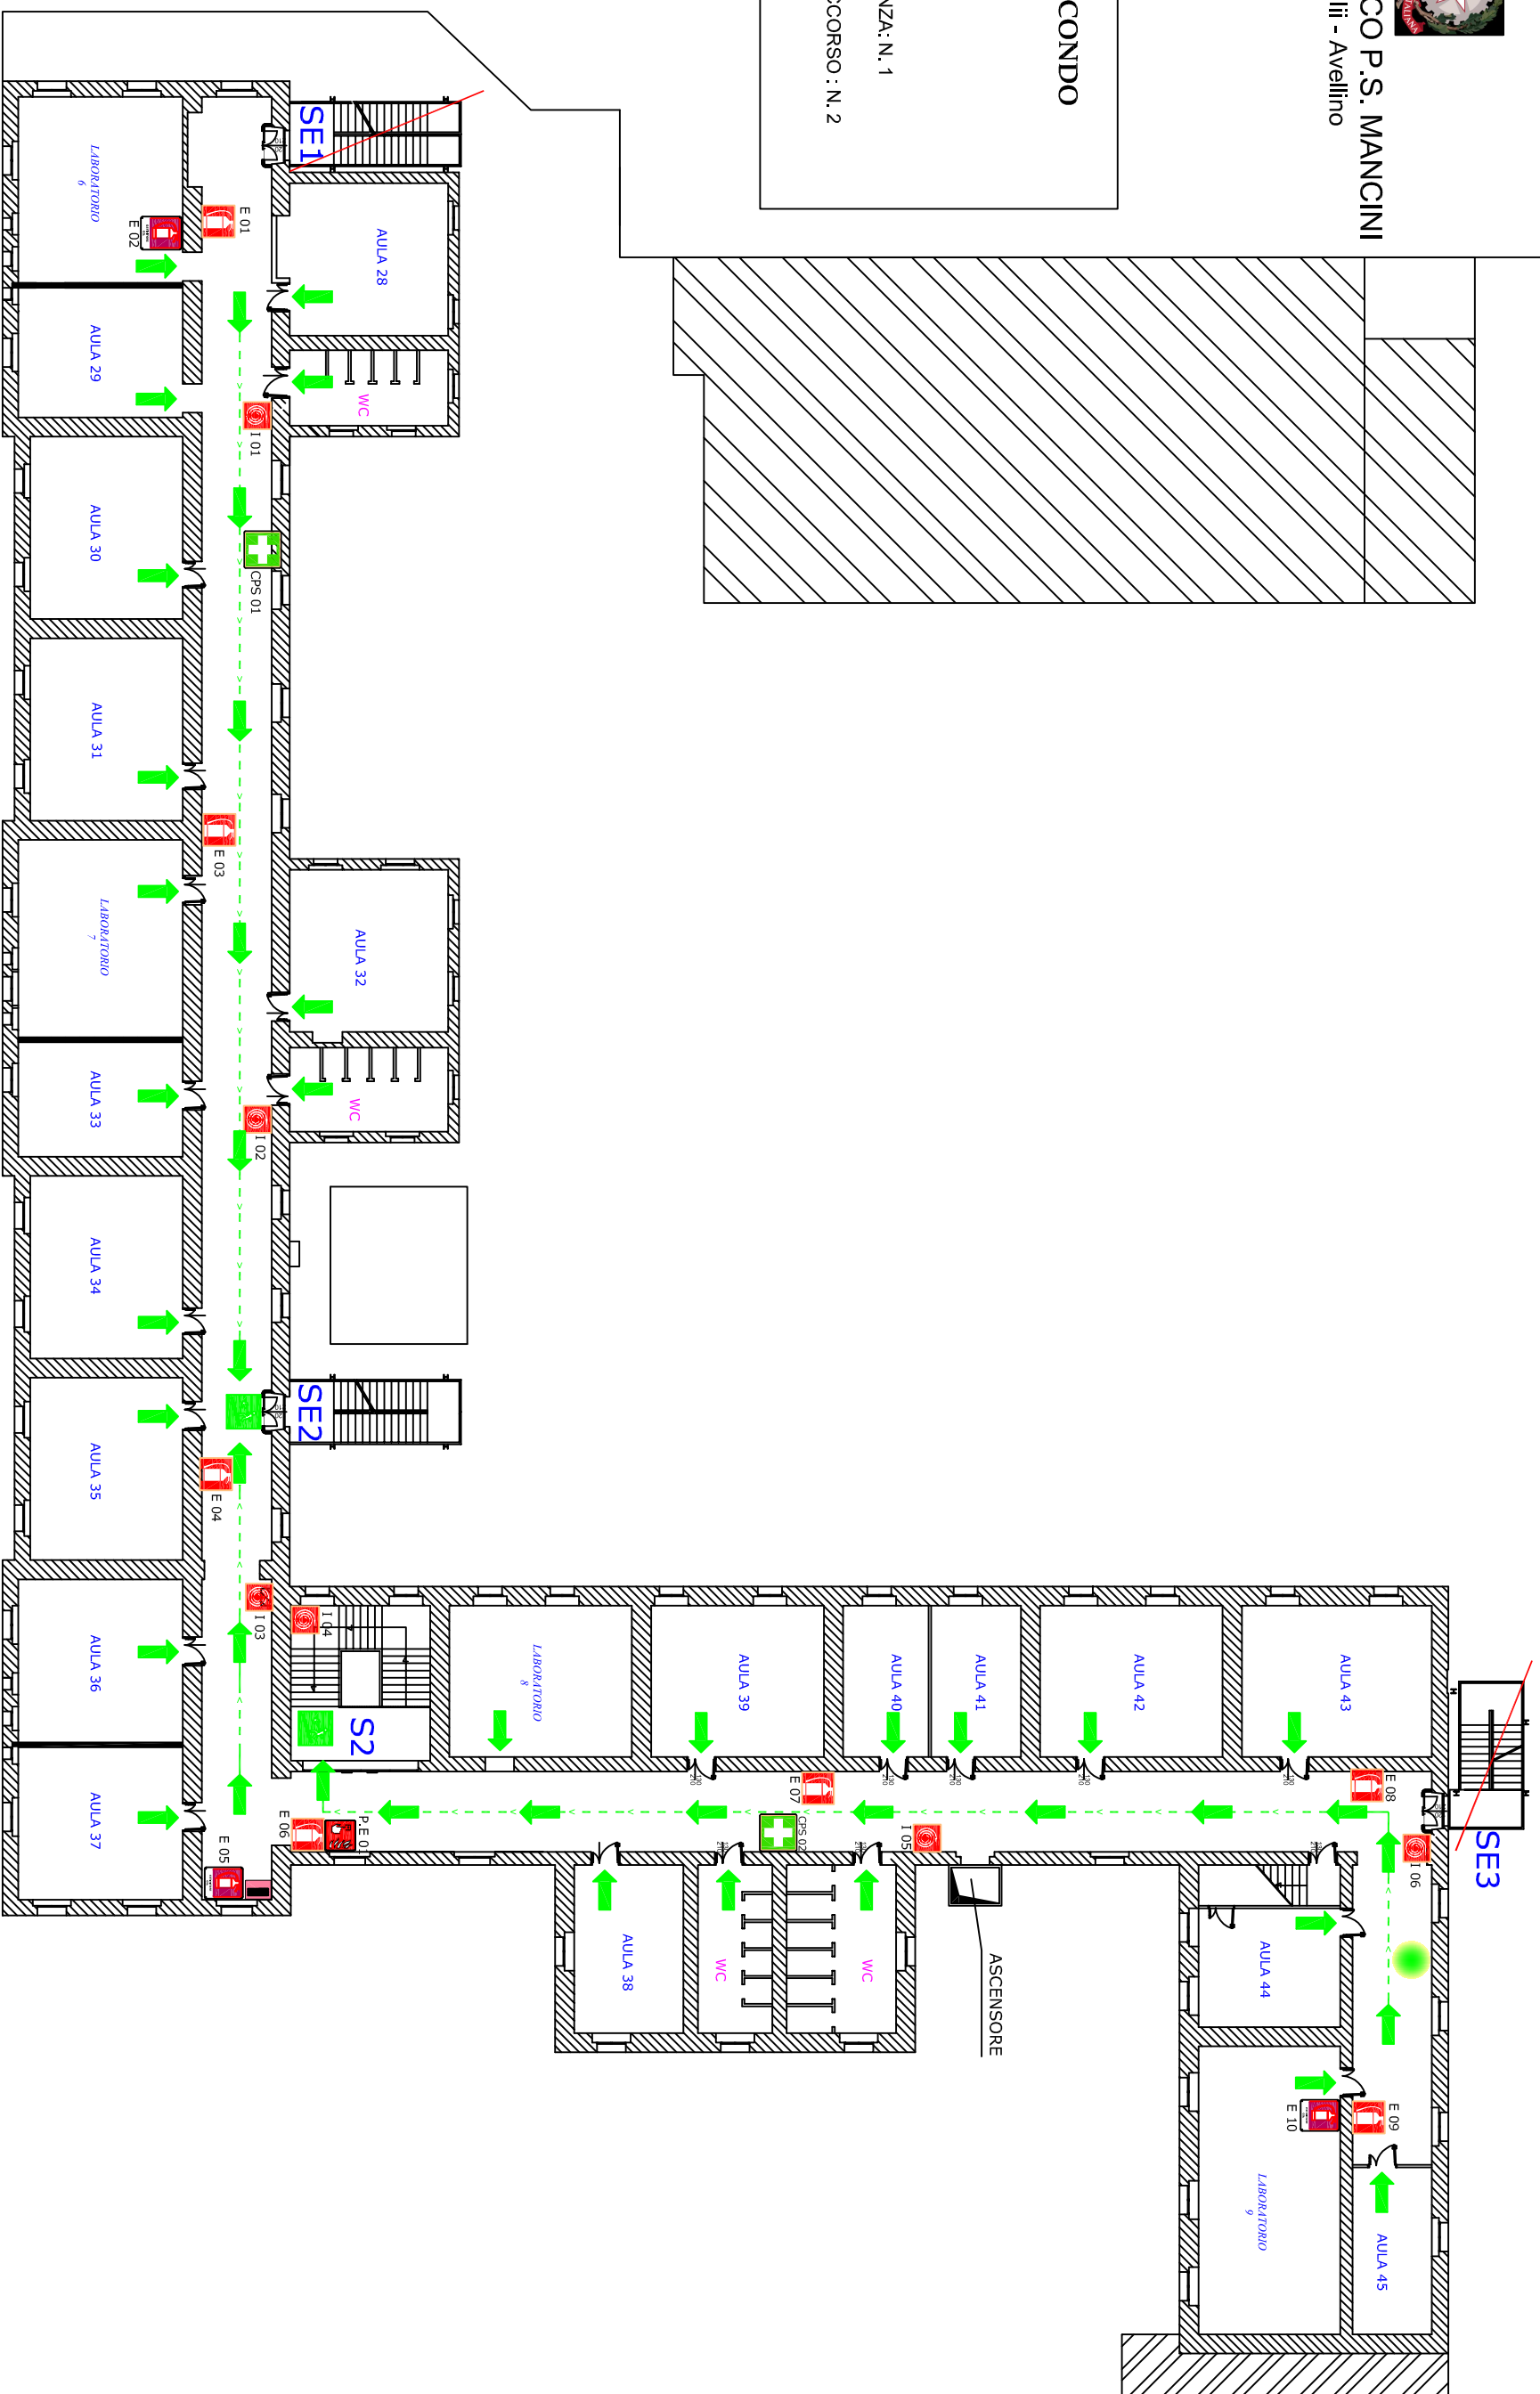 CO P.S. MANCINI
lii - Avellino
CONDO
NZA: N. 1
CCORSO : N. 2
ITALIANA
SE1
SE2
SE3
S2
LABORATORIO
6
E 01
E 02
AULA 28
AULA 29
WC
I 01
AULA 30
CPS 01
AULA 31
E 03
LABORATORIO
7
AULA 32
WC
I 02
AULA 33
AULA 34
AULA 35
E 04
I 03
I 04
AULA 36
AULA 37
E 05
E 06
P.E 01
LABORATORIO
8
AULA 39
AULA 40
AULA 41
AULA 42
AULA 43
E 07
CPS 02
I 05
E 08
I 06
AULA 38
WC
WC
ASCENSORE
AULA 44
E 09
E 10
LABORATORIO
9
AULA 45